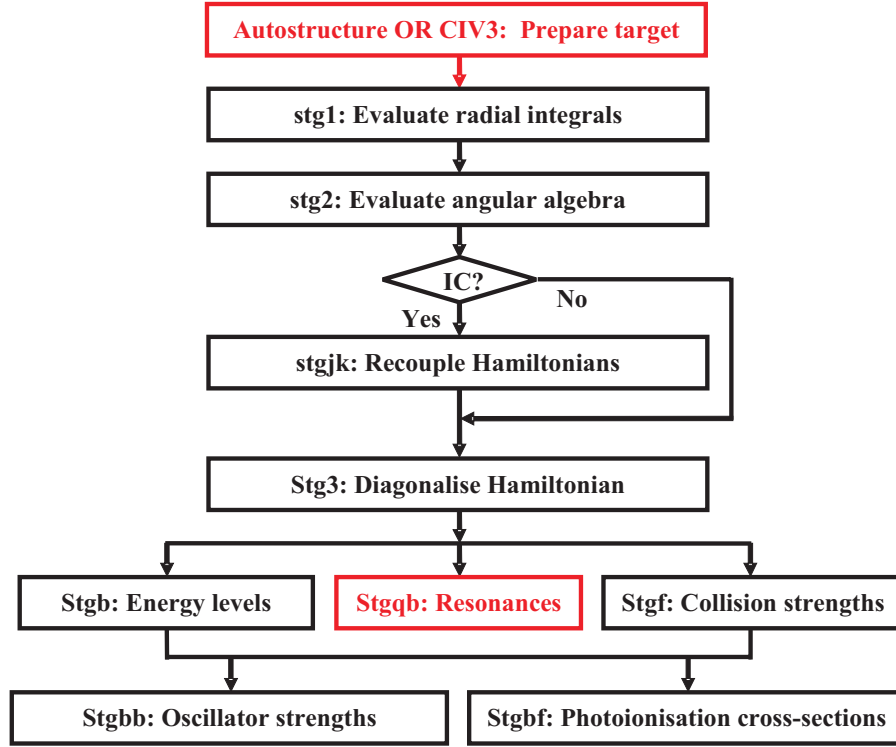 Autostructure OR CIV3: Prepare target
stg1: Evaluate radial integrals
stg2: Evaluate angular algebra
IC?
No
Yes
stgjk: Recouple Hamiltonians
Stg3: Diagonalise Hamiltonian
Stgb: Energy levels
Stgqb: Resonances
Stgf: Collision strengths
Stgbb: Oscillator strengths
Stgbf: Photoionisation cross-sections